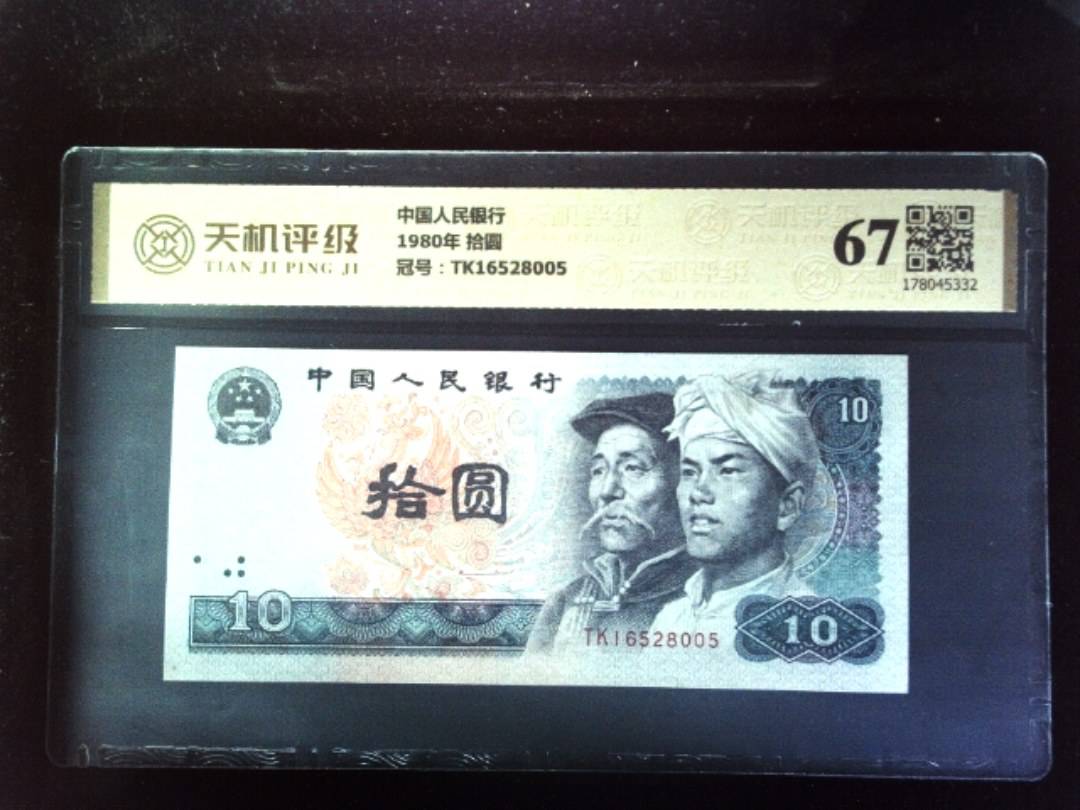 天机评级
TIAN JI PING JI
中国人民银行
1980年 拾圆
冠号：TK16528005
67
178045332
中国人民银行
10
拾圆
10
TK16528005
10